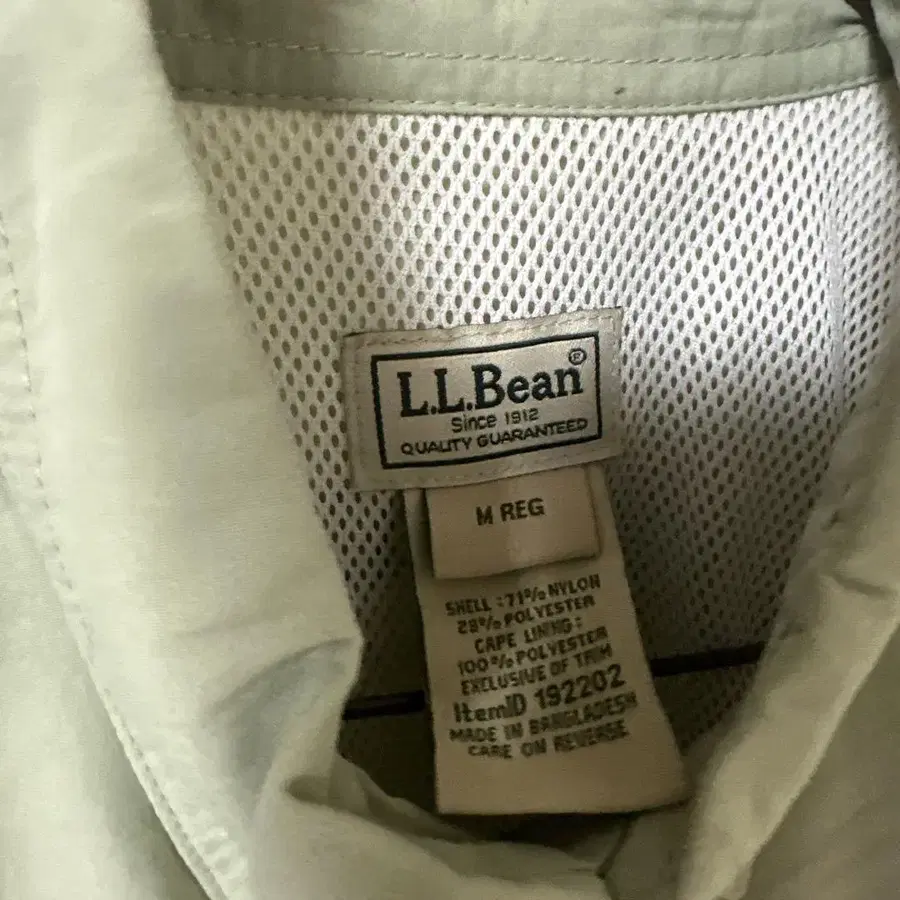 L.L.Bean®
Since 1912
QUALITY GUARANTEED
M REG
SHELL : 71% NYLON
29% POLYESTER
CAPE LINING :
100% POLYESTER
EXCLUSIVE OF TRIM
ItemID 192202
MADE IN BANGLADESH
CARE ON REVERSE